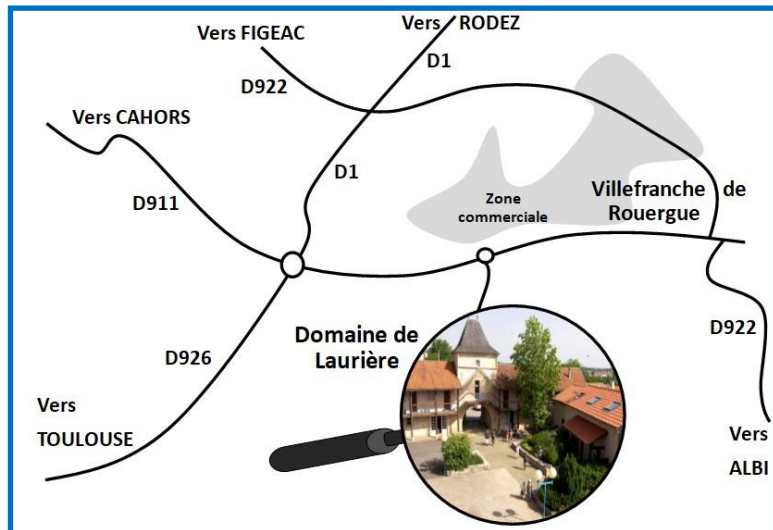 Vers RODEZ
Vers FIGEAC
D1
D922
Vers CAHORS
D1
D911
Zone
commerciale
Villefranche de
Rouergue
Domaine de
Laurière
D922
D926
Vers
TOULOUSE
Vers
ALBI